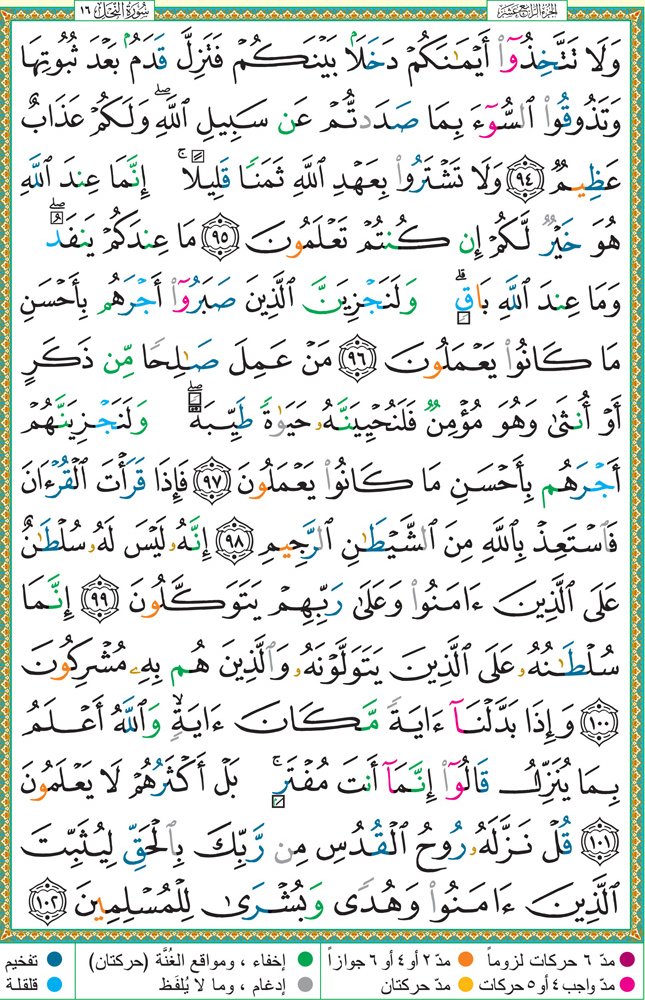 الجزء الرابع عشر
سورة النحل ١٦
وَلَا تَتَّخِذُوٓا۟ أَيْمَٰنَكُمْ دَخَلًۢا بَيْنَكُمْ فَتَزِلَّ قَدَمٌۢ بَعْدَ ثُبُوتِهَا
وَتَذُوقُوا۟ ٱلسُّوٓءَ بِمَا صَدَدتُّمْ عَن سَبِيلِ ٱللَّهِ ۖ وَلَكُمْ عَذَابٌ
عَظِيمٌ ٩٤ وَلَا تَشْتَرُوا۟ بِعَهْدِ ٱللَّهِ ثَمَنًا قَلِيلًا ۚ إِنَّمَا عِندَ ٱللَّهِ
هُوَ خَيْرٌ لَّكُمْ إِن كُنتُمْ تَعْلَمُونَ ٩٥ مَا عِندَكُمْ يَنفَدُ ۖ
وَمَا عِندَ ٱللَّهِ بَاقٍ ۗ وَلَنَجْزِيَنَّ ٱلَّذِينَ صَبَرُوٓا۟ أَجْرَهُم بِأَحْسَنِ
مَا كَانُوا۟ يَعْمَلُونَ ٩٦ مَنْ عَمِلَ صَٰلِحًا مِّن ذَكَرٍ
أَوْ أُنثَىٰ وَهُوَ مُؤْمِنٌ فَلَنُحْيِيَنَّهُۥ حَيَوٰةً طَيِّبَةً ۖ وَلَنَجْزِيَنَّهُمْ
أَجْرَهُم بِأَحْسَنِ مَا كَانُوا۟ يَعْمَلُونَ ٩٧ فَإِذَا قَرَأْتَ ٱلْقُرْءَانَ
فَٱسْتَعِذْ بِٱللَّهِ مِنَ ٱلشَّيْطَٰنِ ٱلرَّجِيمِ ٩٨ إِنَّهُۥ لَيْسَ لَهُۥ سُلْطَٰنٌ
عَلَى ٱلَّذِينَ ءَامَنُوا۟ وَعَلَىٰ رَبِّهِمْ يَتَوَكَّلُونَ ٩٩ إِنَّمَا
سُلْطَٰنُهُۥ عَلَى ٱلَّذِينَ يَتَوَلَّوْنَهُۥ وَٱلَّذِينَ هُم بِهِۦ مُشْرِكُونَ
١٠٠ وَإِذَا بَدَّلْنَآ ءَايَةً مَّكَانَ ءَايَةٍ ۙ وَٱللَّهُ أَعْلَمُ
بِمَا يُنَزِّلُ قَالُوٓا۟ إِنَّمَآ أَنتَ مُفْتَرٍۭ ۚ بَلْ أَكْثَرُهُمْ لَا يَعْلَمُونَ
١٠١ قُلْ نَزَّلَهُۥ رُوحُ ٱلْقُدُسِ مِن رَّبِّكَ بِٱلْحَقِّ لِيُثَبِّتَ
ٱلَّذِينَ ءَامَنُوا۟ وَهُدًى وَبُشْرَىٰ لِلْمُسْلِمِينَ ١٠٢
مدّ ٦ حركات لزوماً مدّ ٢ أو ٤ أو ٦ جوازاً إخفاء ، ومواقع الغُنَّة (حركتان) تفخيم
مدّ واجب ٤ أو ٥ حركات مدّ حركتان إدغام ، وما لا يُلفَظ قلقلة